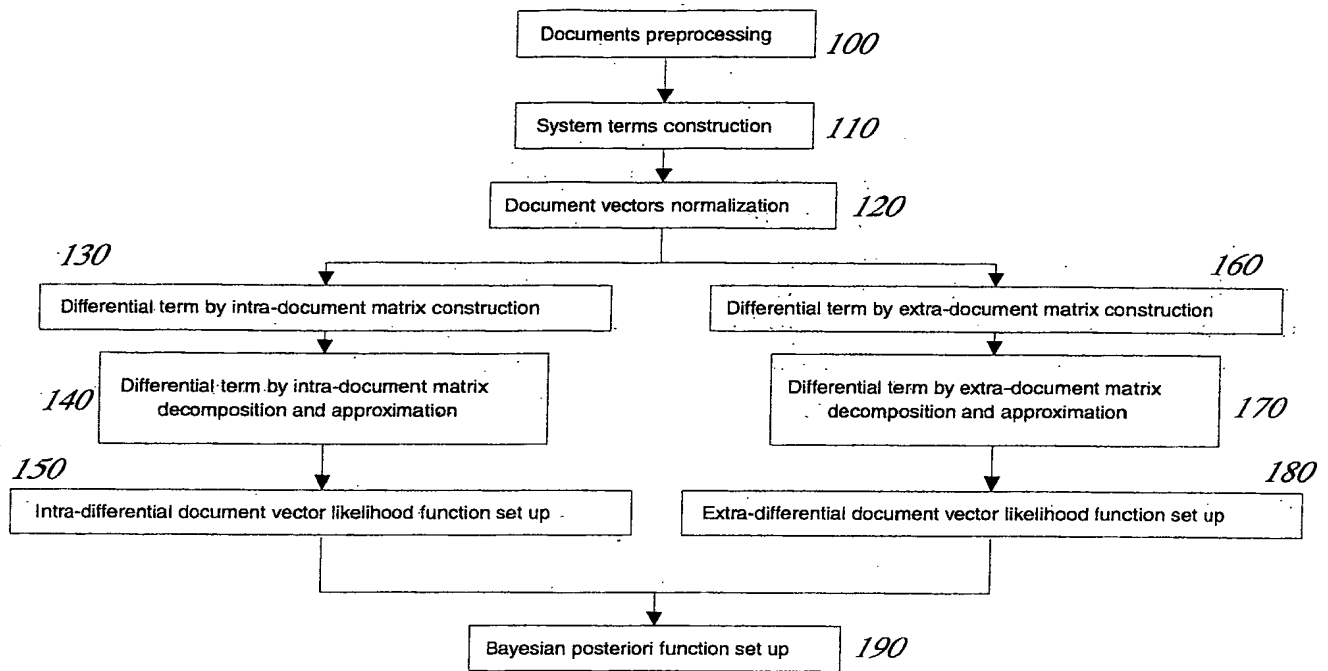 Documents preprocessing
100
System terms construction
110
Document vectors normalization
120
130
160
Differential term by intra-document matrix construction
Differential term by extra-document matrix construction
140
Differential term by intra-document matrix
decomposition and approximation
Differential term by extra-document matrix
decomposition and approximation
170
150
180
Intra-differential document vector likelihood function set up
Extra-differential document vector likelihood function set up
Bayesian posteriori function set up
190